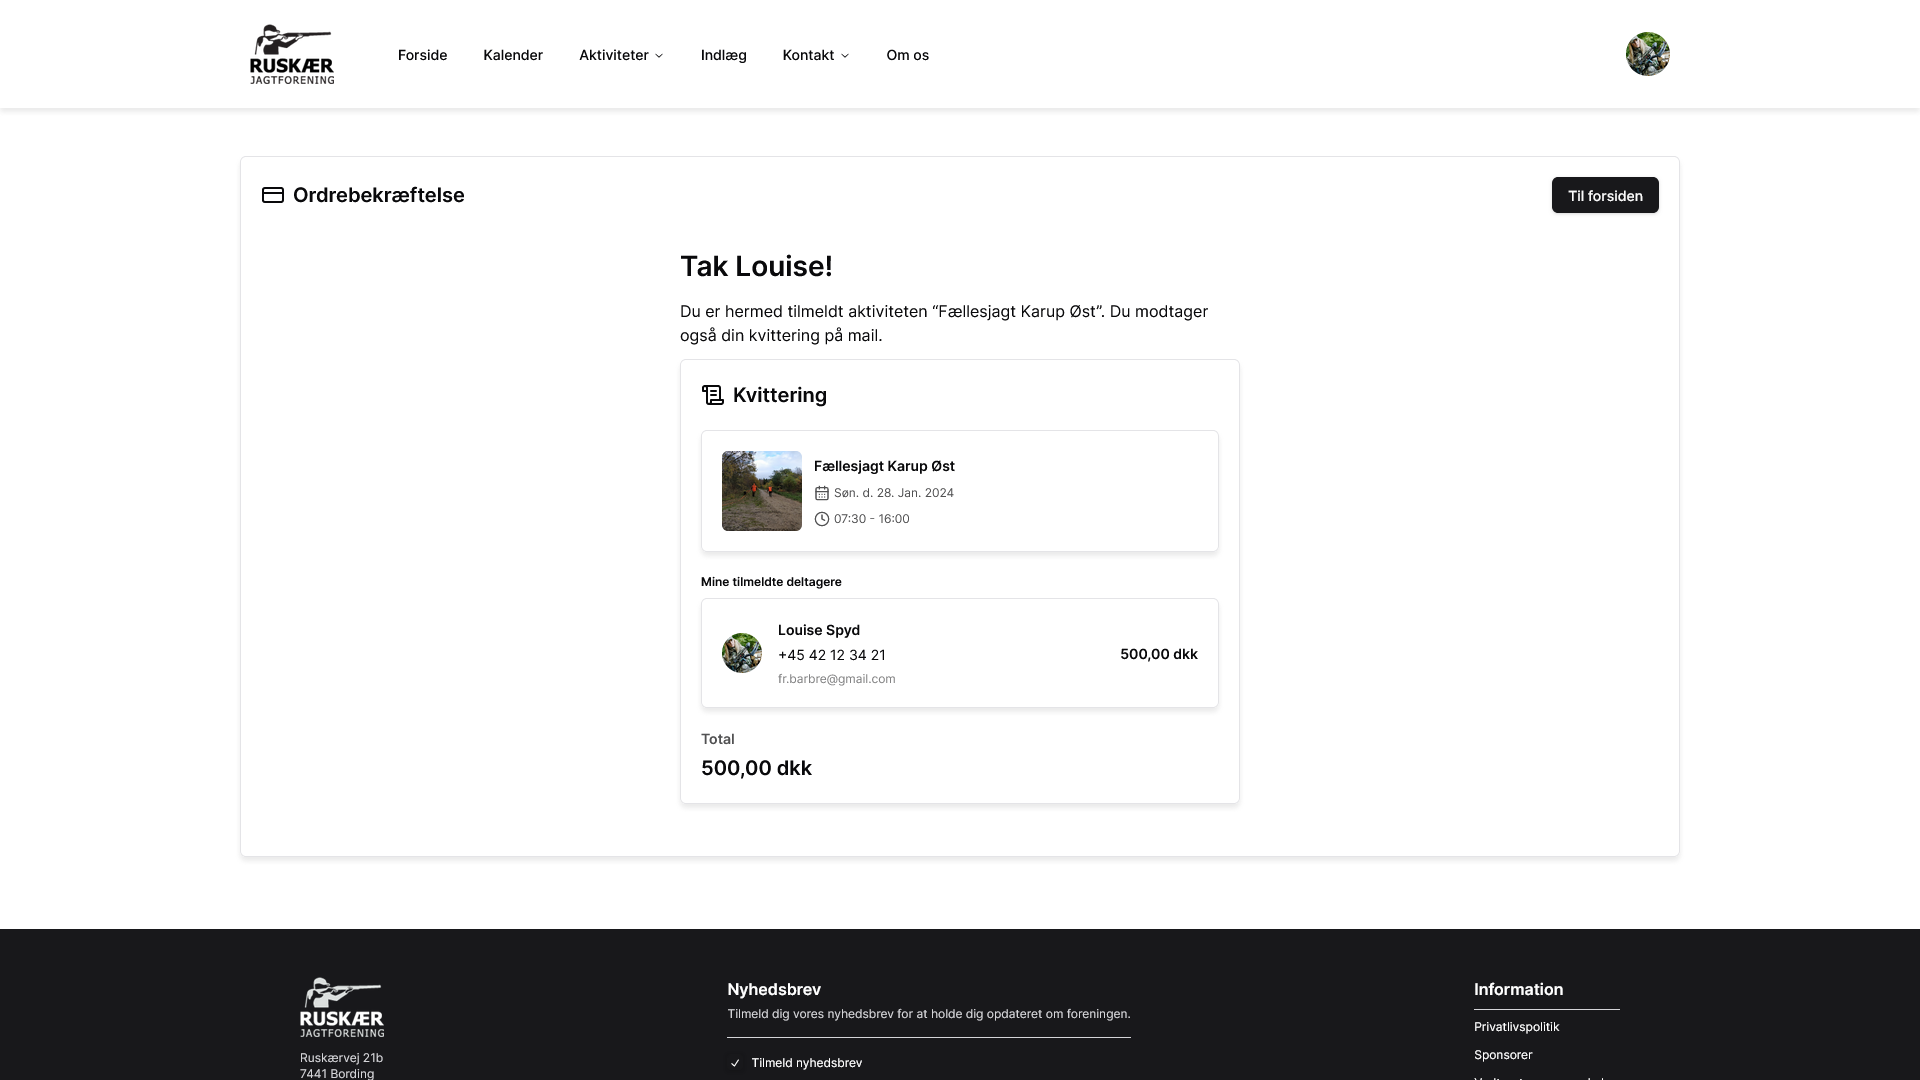 RUSKÆR
JAGTFORENING
Forside
Kalender
Aktiviteter
Indlæg
Kontakt
Om os
Ordrebekræftelse
Til forsiden
Tak Louise!
Du er hermed tilmeldt aktiviteten “Fællesjagt Karup Øst”. Du modtager
også din kvittering på mail.
Kvittering
Fællesjagt Karup Øst
Søn. d. 28. Jan. 2024
07:30 - 16:00
Mine tilmeldte deltagere
Louise Spyd
+45 42 12 34 21
fr.barbre@gmail.com
500,00 dkk
Total
500,00 dkk
RUSKÆR
JAGTFORENING
Ruskærvej 21b
7441 Bording
Nyhedsbrev
Tilmeld dig vores nyhedsbrev for at holde dig opdateret om foreningen.
Tilmeld nyhedsbrev
Information
Privatlivspolitik
Sponsorer